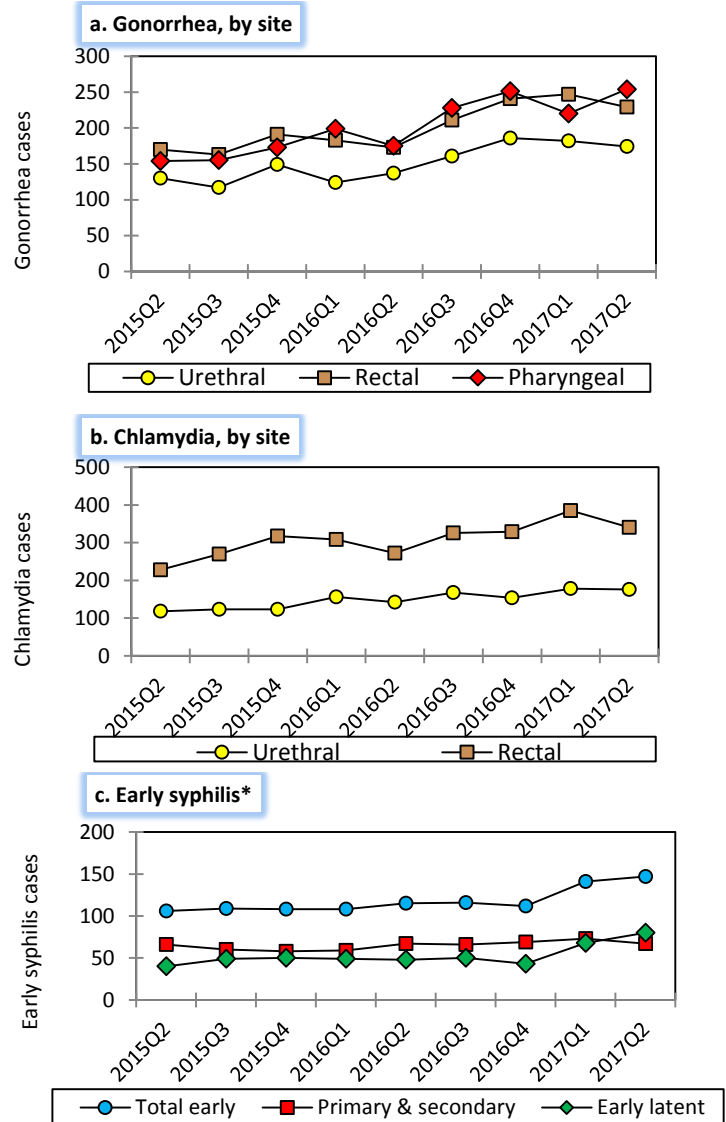 a. Gonorrhea, by site
300
250
200
150
100
50
0
Gonorrhea cases
2015Q2
2015Q3
2015Q4
2016Q1
2016Q2
2016Q3
2016Q4
2017Q1
2017Q2
Urethral Rectal Pharyngeal
b. Chlamydia, by site
500
400
300
200
100
0
Chlamydia cases
2015Q2
2015Q3
2015Q4
2016Q1
2016Q2
2016Q3
2016Q4
2017Q1
2017Q2
Urethral Rectal
c. Early syphilis*
200
150
100
50
0
Early syphilis cases
2015Q2
2015Q3
2015Q4
2016Q1
2016Q2
2016Q3
2016Q4
2017Q1
2017Q2
Total early Primary & secondary Early latent